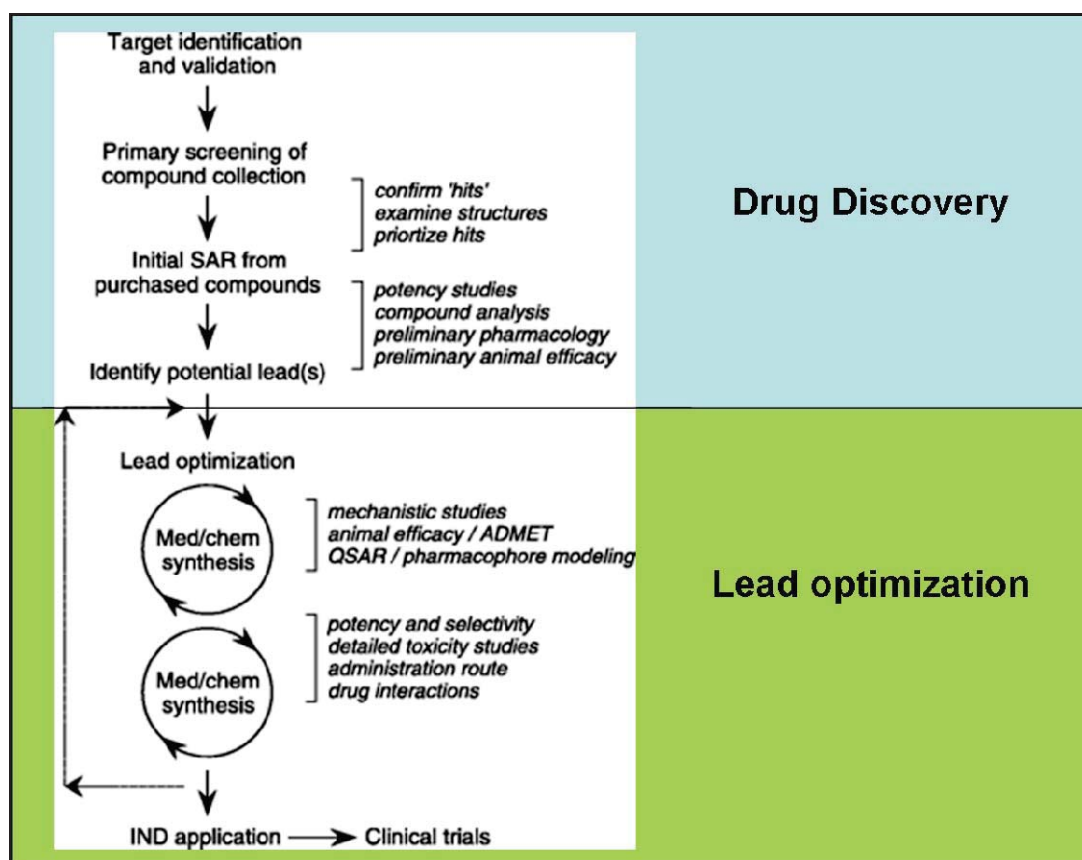 Target identification
and validation
Primary screening of
compound collection
confirm 'hits'
examine structures
priortize hits
Drug Discovery
Initial SAR from
purchased compounds
potency studies
compound analysis
preliminary pharmacology
preliminary animal efficacy
Identify potential lead(s)
Lead optimization
Med/chem
synthesis
mechanistic studies
animal efficacy / ADMET
QSAR / pharmacophore modeling
Lead optimization
Med/chem
synthesis
potency and selectivity
detailed toxicity studies
administration route
drug interactions
IND application
Clinical trials